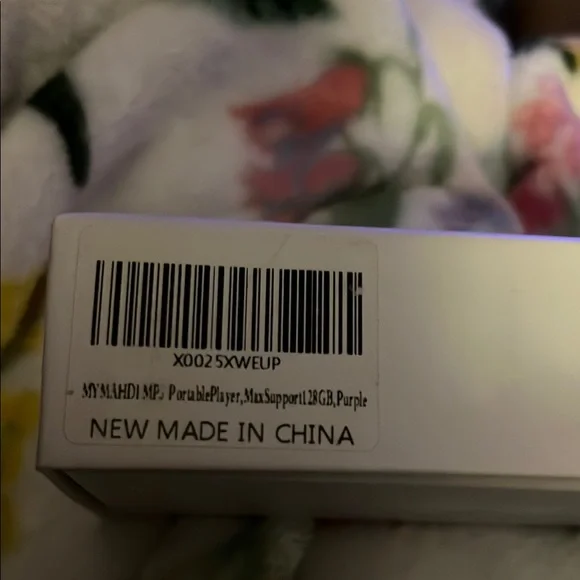 X0025XWEUP
MYMAHDI MP3 PortablePlayer,MaxSupport128GB,Purple
NEW MADE IN CHINA